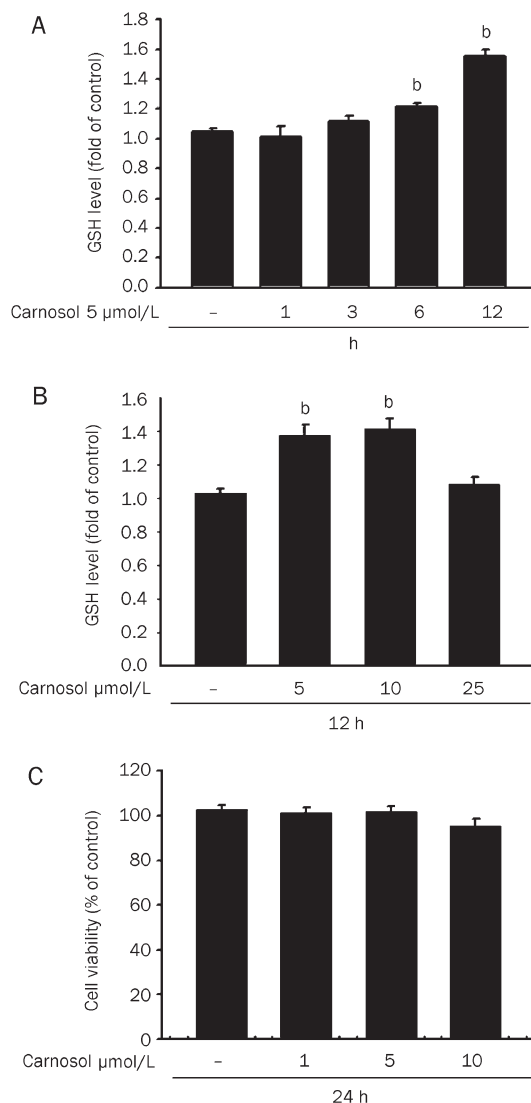 A
GSH level (fold of control)
1.8
1.6
1.4
1.2
1.0
0.8
0.6
0.4
0.2
0.0
b
b
Carnosol 5 μmol/L – 1 3 6 12
h
B
GSH level (fold of control)
1.6
1.4
1.2
1.0
0.8
0.6
0.4
0.2
0.0
b
b
Carnosol μmol/L – 5 10 25
12 h
C
Cell viability (% of control)
120
100
80
60
40
20
0
Carnosol μmol/L – 1 5 10
24 h